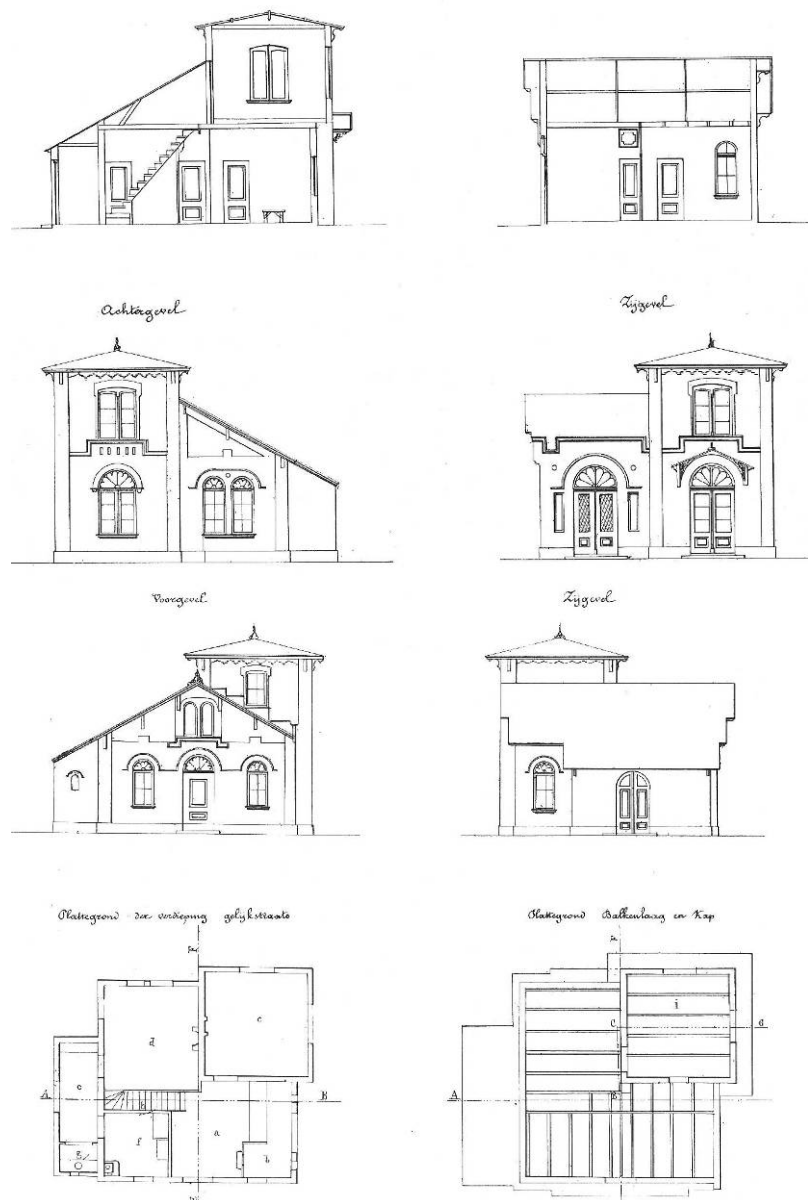 Achtergevel
Zijgevel
Voorgevel
Zijgevel
Plattegrond der verdieping gelijkstraats
Plattegrond Balkenlaag en Kap
d
c
e
A
k
B
a
f
g
b
i
C
G
A
B